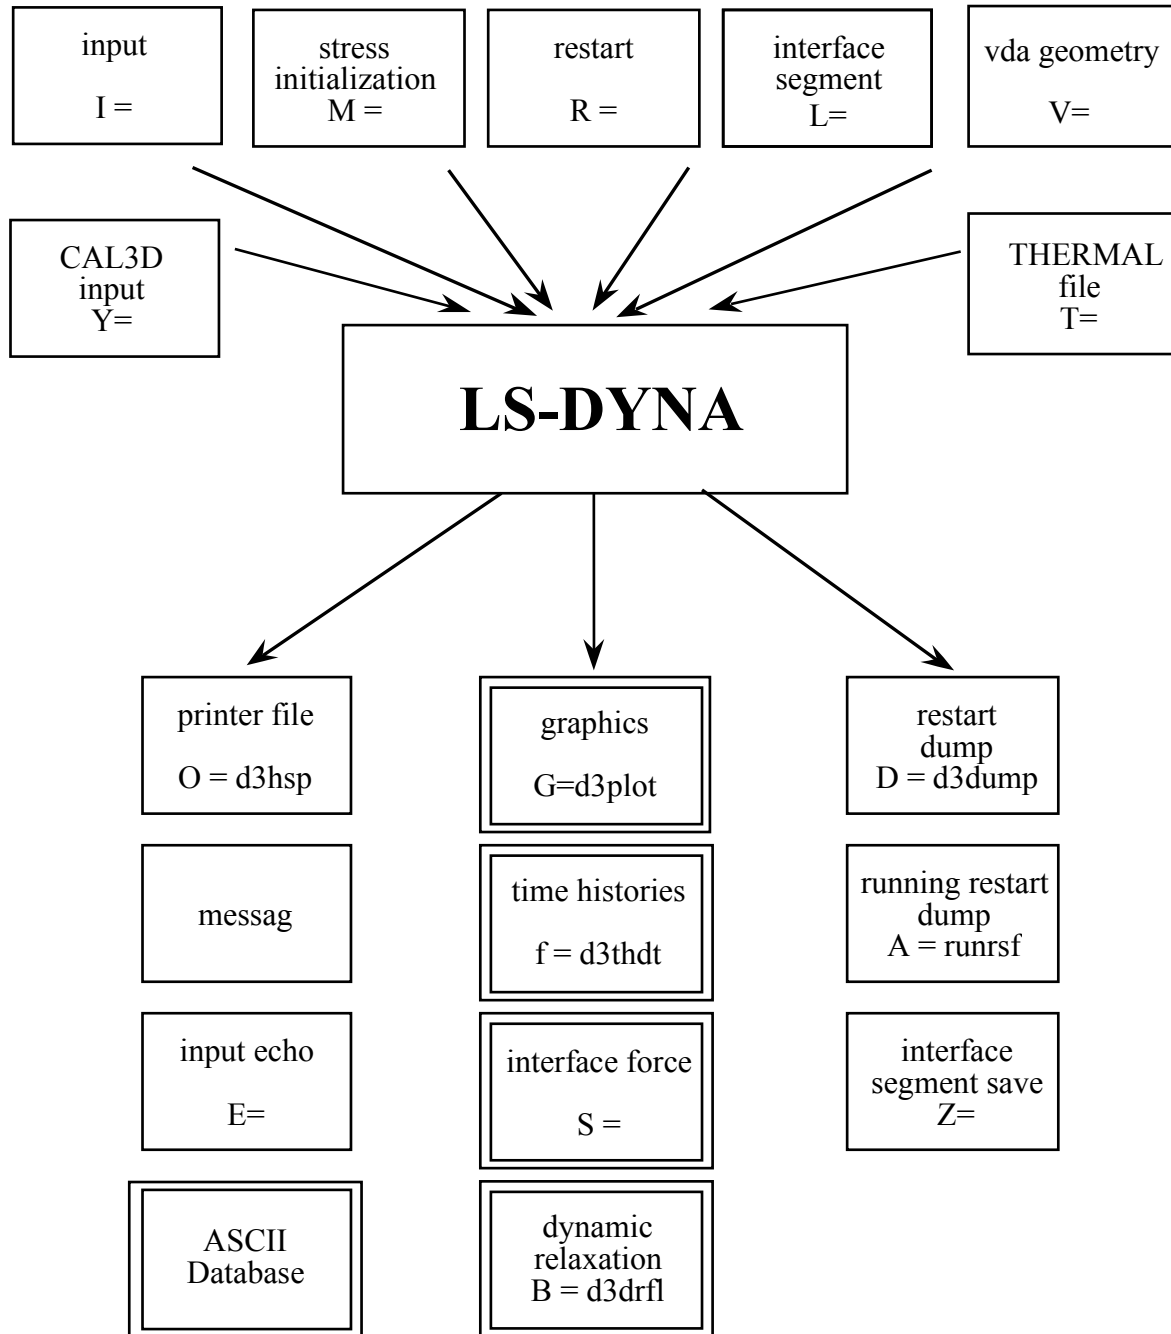 input
I =
stress
initialization
M =
restart
R =
interface
segment
L=
vda geometry
V=
CAL3D
input
Y=
THERMAL
file
T=
LS-DYNA
printer file
O = d3hsp
graphics
G=d3plot
restart
dump
D = d3dump
messag
time histories
f = d3thdt
running restart
dump
A = runrsf
input echo
E=
interface force
S =
interface
segment save
Z=
ASCII
Database
dynamic
relaxation
B = d3drfl